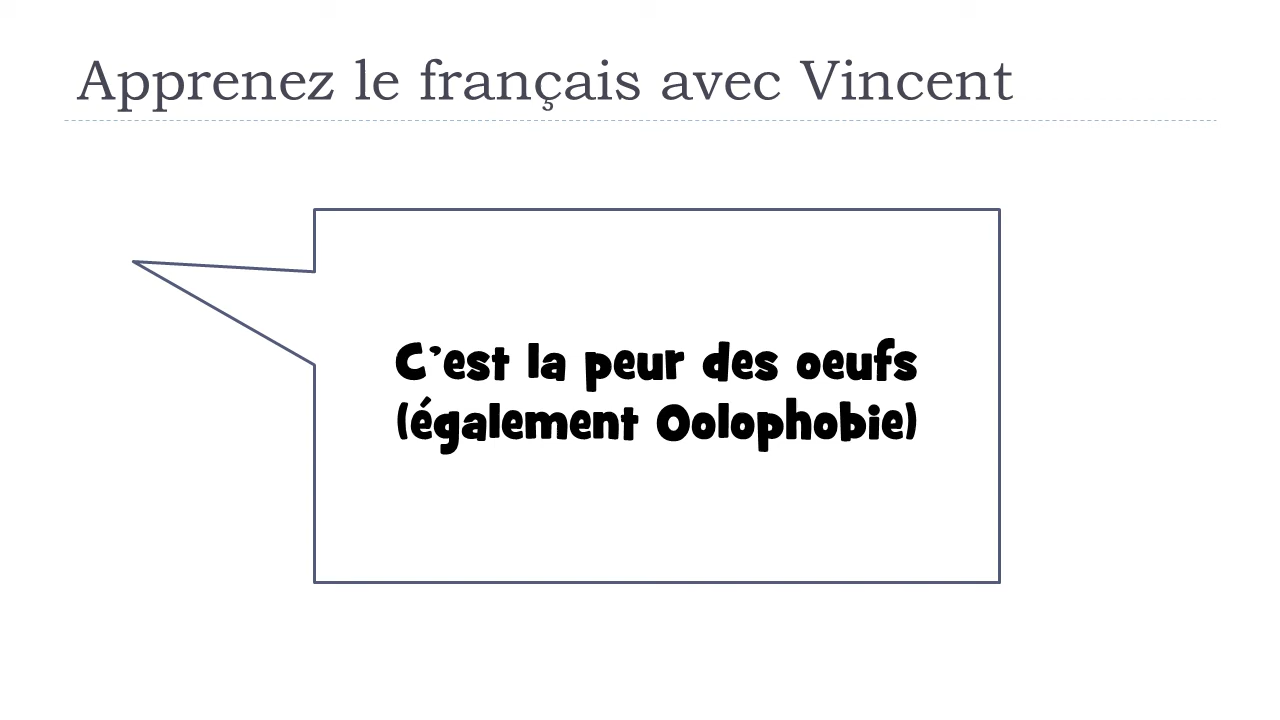 Apprenez le français avec Vincent
C'est la peur des oeufs
(également Oolophobie)